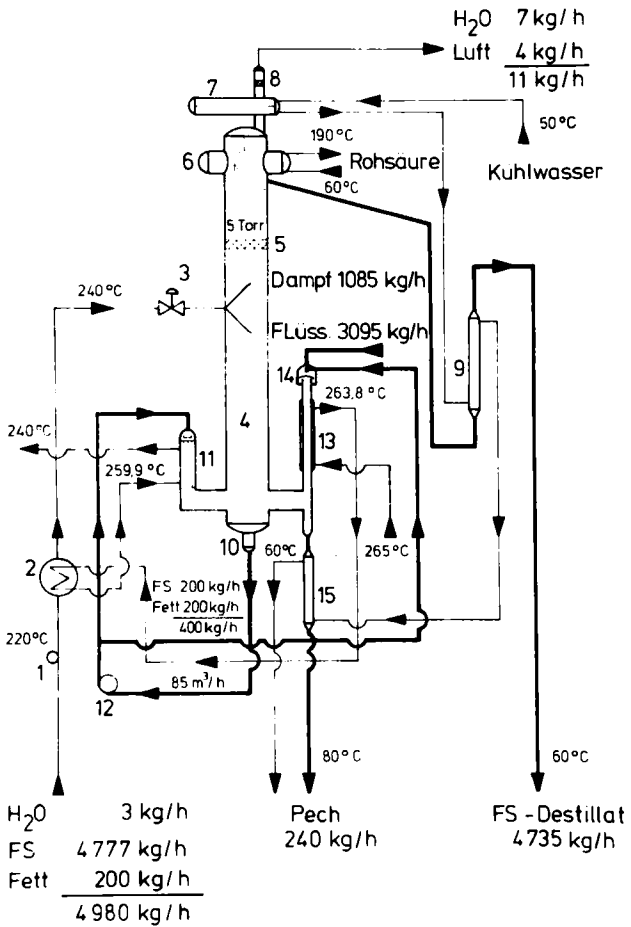 H₂O 7 kg/h
Luft 4 kg/h
11 kg/h
8
7
50°C
190°C
Kühlwasser
6
Rohsäure
60°C
5 Torr
5
3
Dampf 1085 kg/h
240°C
FLüss. 3095 kg/h
14
9
263,8 °C
4
13
240°C
11
259,9 °C
10
60°C
265°C
2
FS 200 kg/h
15
Fett 200 kg/h
400 kg/h
220°C
1
85 m³/h
12
80°C
60°C
H₂O 3 kg/h
Pech
FS - Destillat
240 kg/h
4735 kg/h
FS 4777 kg/h
Fett 200 kg/h
4980 kg/h